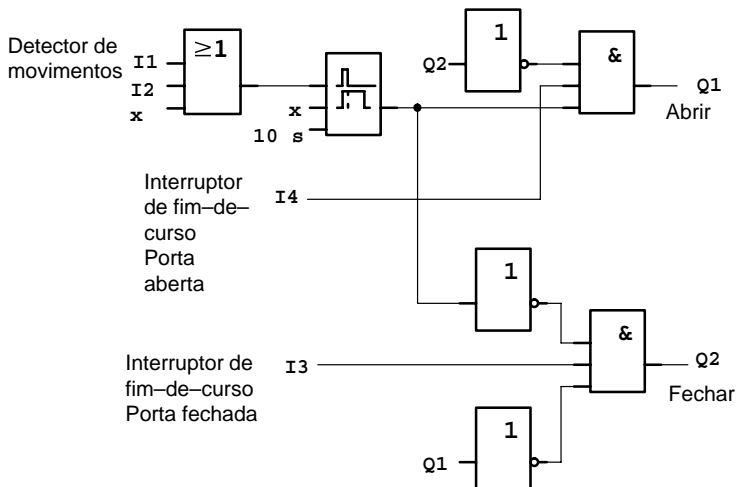 Detector de
movimentos
I1
I2
x
≥1
x
10 s
Q2
1
&
Q1
Abrir
Interruptor
de fim–de–
curso
Porta
aberta
I4
1
Interruptor de
fim–de–curso
Porta fechada
I3
&
Q2
Fechar
Q1
1